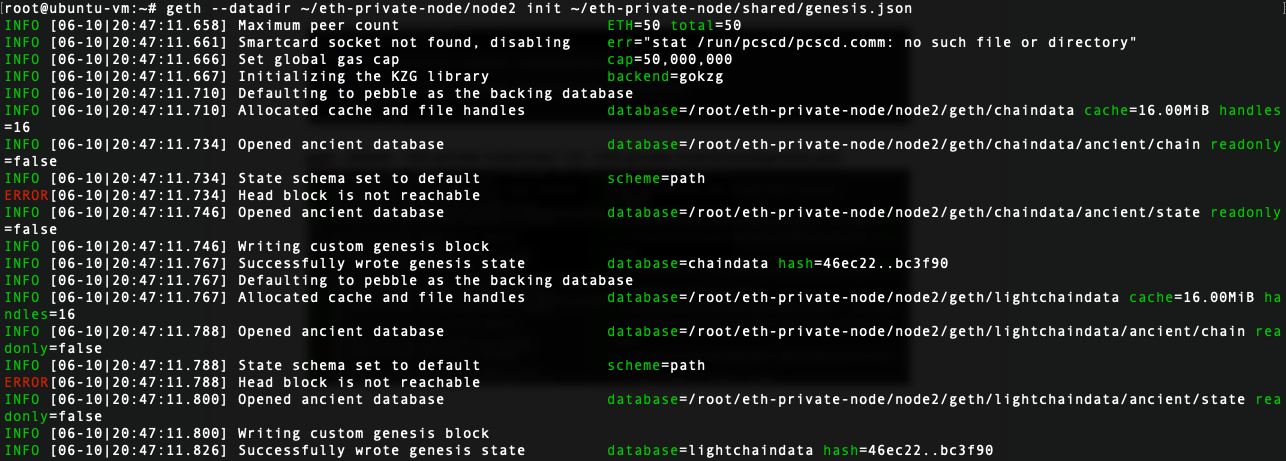 [root@ubuntu-vm:~# geth --datadir ~/eth-private-node/node2 init ~/eth-private-node/shared/genesis.json ]
INFO [06-10|20:47:11.658] Maximum peer count ETH=50 total=50
INFO [06-10|20:47:11.661] Smartcard socket not found, disabling err="stat /run/pcscd/pcscd.comm: no such file or directory"
INFO [06-10|20:47:11.666] Set global gas cap cap=50,000,000
INFO [06-10|20:47:11.667] Initializing the KZG library backend=gokzg
INFO [06-10|20:47:11.710] Defaulting to pebble as the backing database
INFO [06-10|20:47:11.710] Allocated cache and file handles database=/root/eth-private-node/node2/geth/chaindata cache=16.00MiB handles
=16
INFO [06-10|20:47:11.734] Opened ancient database database=/root/eth-private-node/node2/geth/chaindata/ancient/chain readonly
=false
INFO [06-10|20:47:11.734] State schema set to default scheme=path
ERROR[06-10|20:47:11.734] Head block is not reachable
INFO [06-10|20:47:11.746] Opened ancient database database=/root/eth-private-node/node2/geth/chaindata/ancient/state readonly
=false
INFO [06-10|20:47:11.746] Writing custom genesis block
INFO [06-10|20:47:11.767] Successfully wrote genesis state database=chaindata hash=46ec22..bc3f90
INFO [06-10|20:47:11.767] Defaulting to pebble as the backing database
INFO [06-10|20:47:11.767] Allocated cache and file handles database=/root/eth-private-node/node2/geth/lightchaindata cache=16.00MiB ha
ndles=16
INFO [06-10|20:47:11.788] Opened ancient database database=/root/eth-private-node/node2/geth/lightchaindata/ancient/chain rea
donly=false
INFO [06-10|20:47:11.788] State schema set to default scheme=path
ERROR[06-10|20:47:11.788] Head block is not reachable
INFO [06-10|20:47:11.800] Opened ancient database database=/root/eth-private-node/node2/geth/lightchaindata/ancient/state rea
donly=false
INFO [06-10|20:47:11.800] Writing custom genesis block
INFO [06-10|20:47:11.826] Successfully wrote genesis state database=lightchaindata hash=46ec22..bc3f90